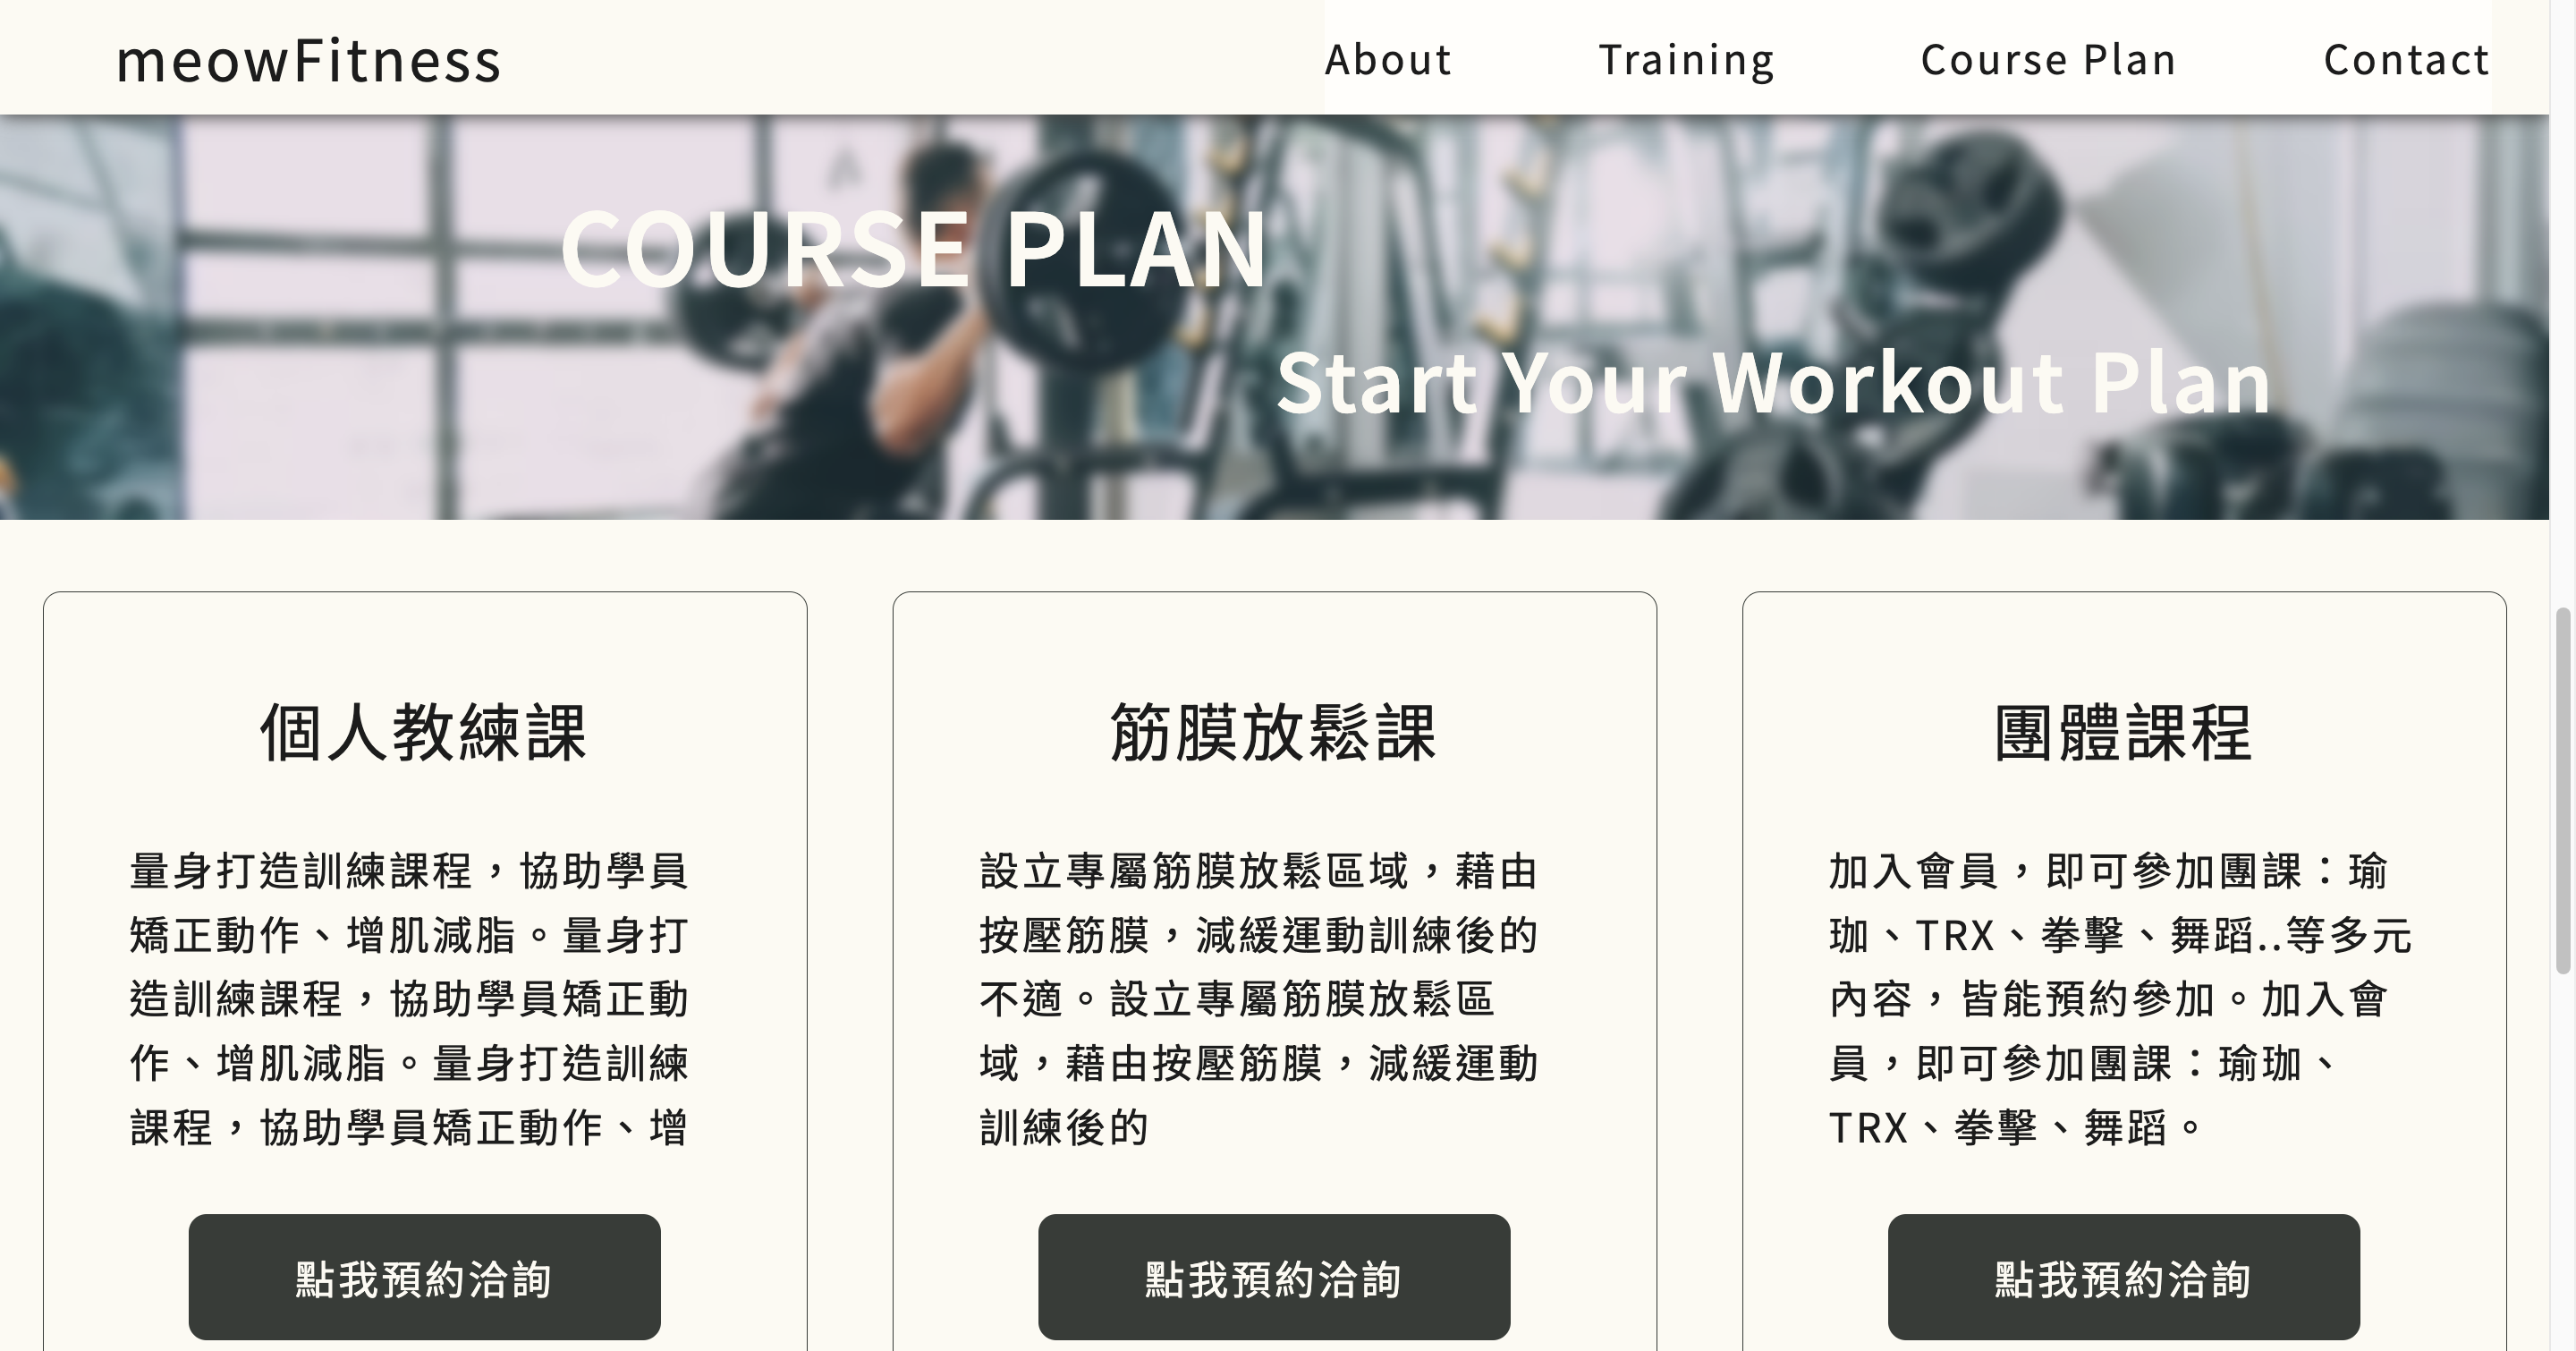 meowFitness
About Training Course Plan Contact
COURSE PLAN
Start Your Workout Plan
個人教練課
量身打造訓練課程，協助學員
矯正動作、增肌減脂。量身打
造訓練課程，協助學員矯正動
作、增肌減脂。量身打造訓練
課程，協助學員矯正動作、增
點我預約洽詢
筋膜放鬆課
設立專屬筋膜放鬆區域，藉由
按壓筋膜，減緩運動訓練後的
不適。設立專屬筋膜放鬆區
域，藉由按壓筋膜，減緩運動
訓練後的
點我預約洽詢
團體課程
加入會員，即可參加團課：瑜
珈、TRX、拳擊、舞蹈..等多元
內容，皆能預約參加。加入會
員，即可參加團課：瑜珈、
TRX、拳擊、舞蹈。
點我預約洽詢